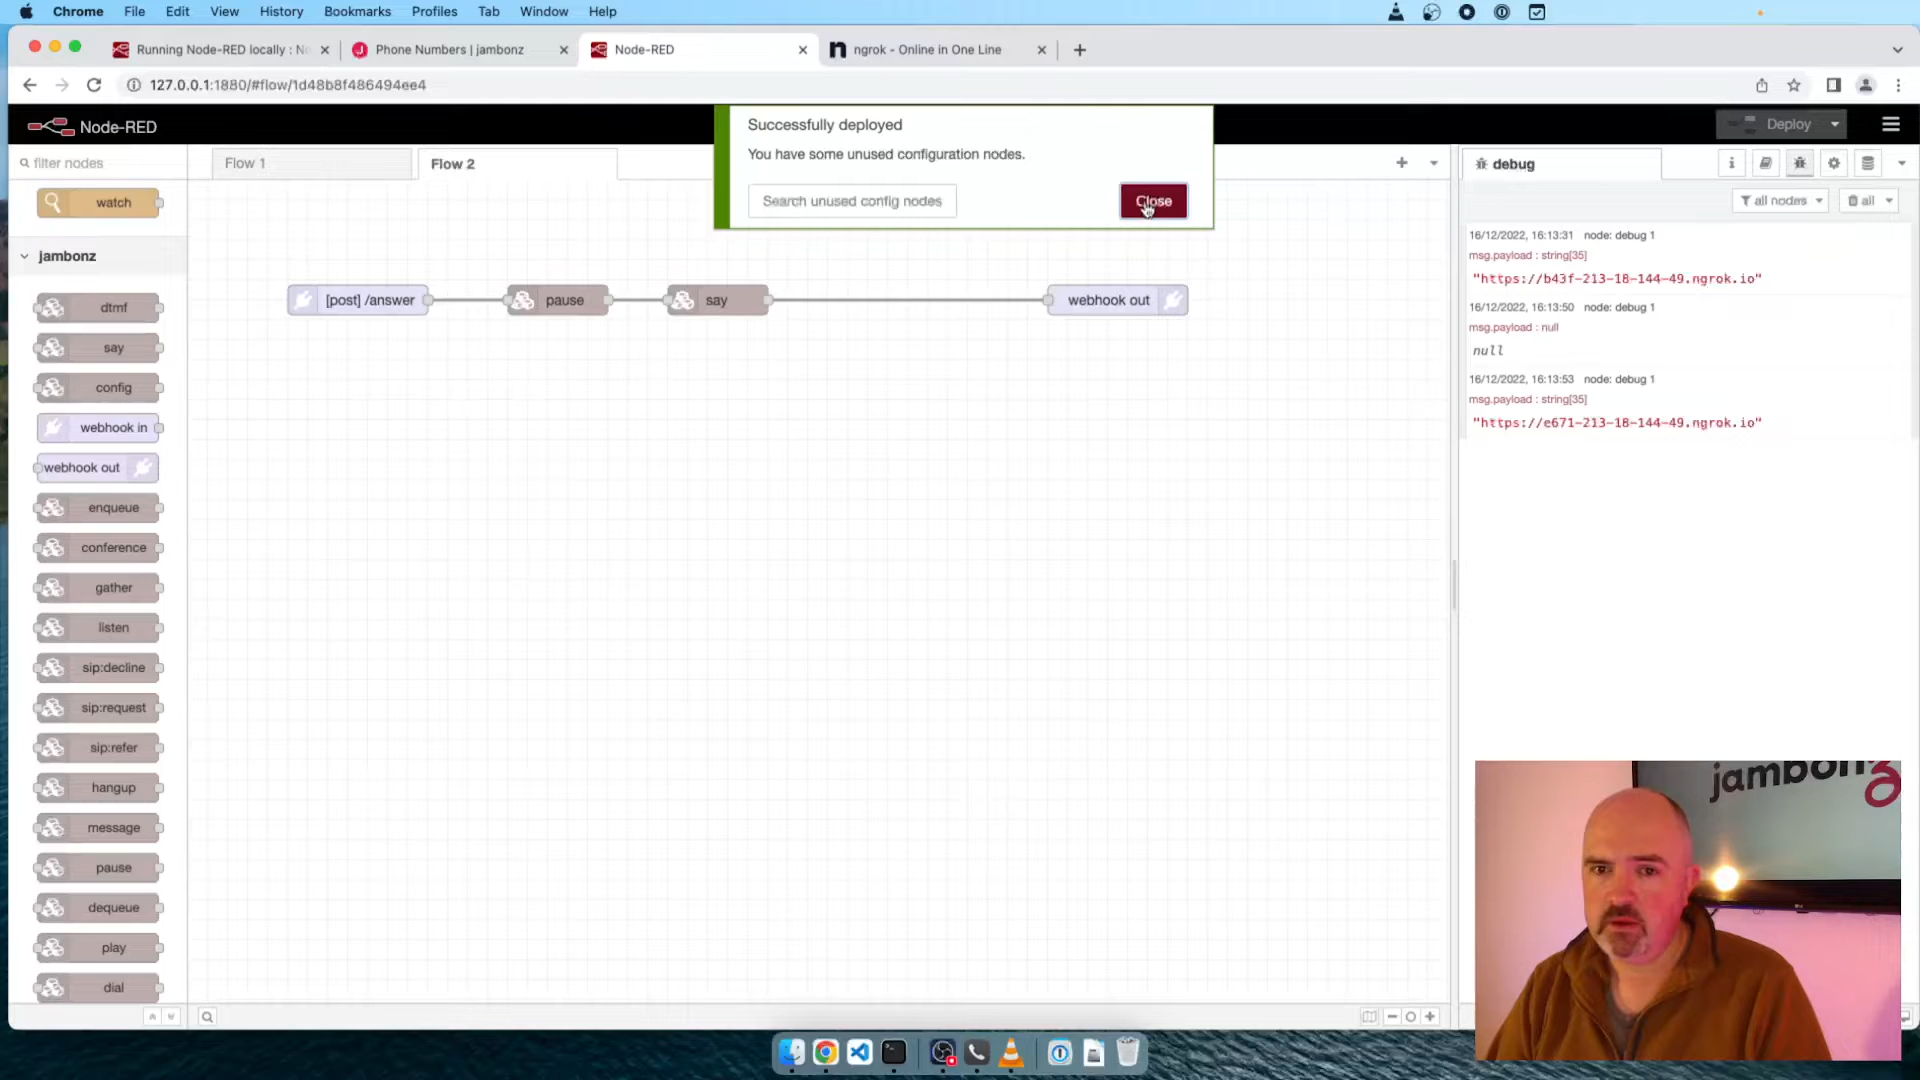 Chrome File Edit View History Bookmarks Profiles Tab Window Help
Running Node-RED locally : No
Phone Numbers | jambonz
Node-RED
ngrok - Online in One Line
127.0.0.1:1880/#flow/1d48b8f486494ee4
Node-RED
Deploy
Successfully deployed
You have some unused configuration nodes.
Search unused config nodes
Close
filter nodes
Flow 1
Flow 2
debug
all nodes
all
watch
jambonz
dtmf
say
config
webhook in
webhook out
enqueue
conference
gather
listen
sip:decline
sip:request
sip:refer
hangup
message
pause
dequeue
play
dial
[post] /answer
pause
say
webhook out
16/12/2022, 16:13:31 node: debug 1
msg.payload : string[35]
"https://b43f-213-18-144-49.ngrok.io"
16/12/2022, 16:13:50 node: debug 1
msg.payload : null
null
16/12/2022, 16:13:53 node: debug 1
msg.payload : string[35]
"https://e671-213-18-144-49.ngrok.io"
jambonz